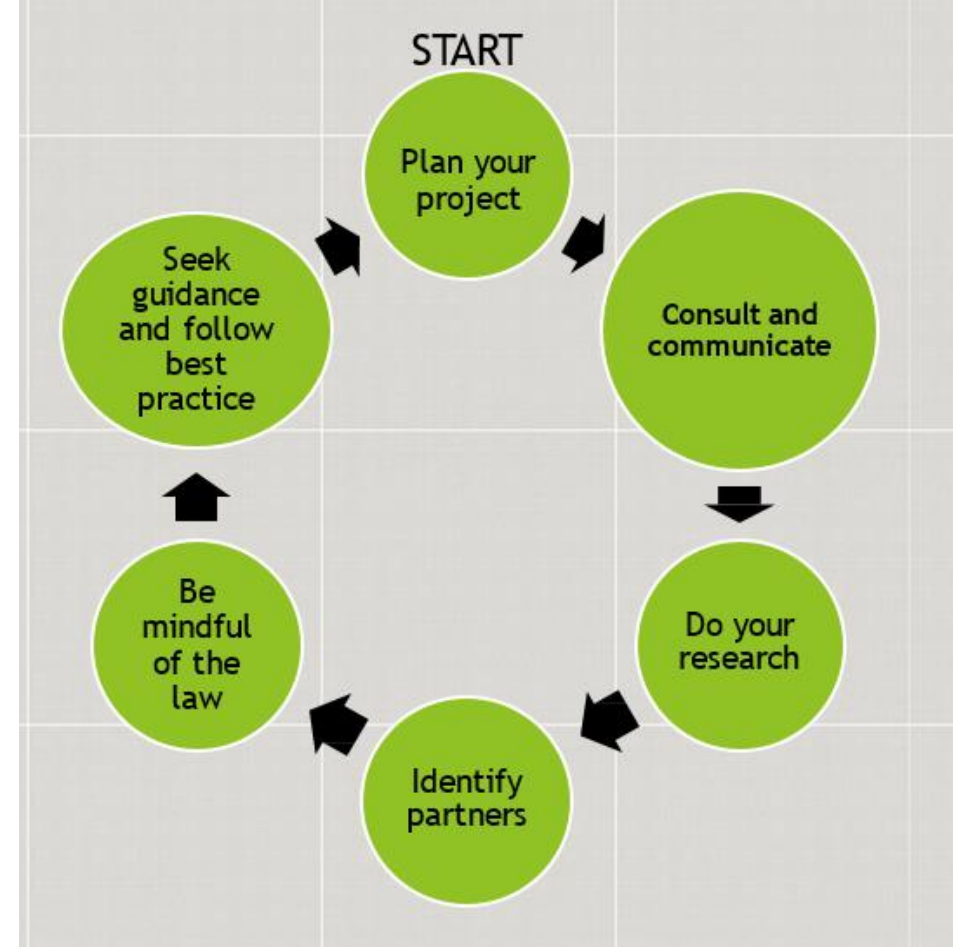 START
Plan your
project
Consult and
communicate
Do your
research
Identify
partners
Be
mindful
of the
law
Seek
guidance
and follow
best
practice